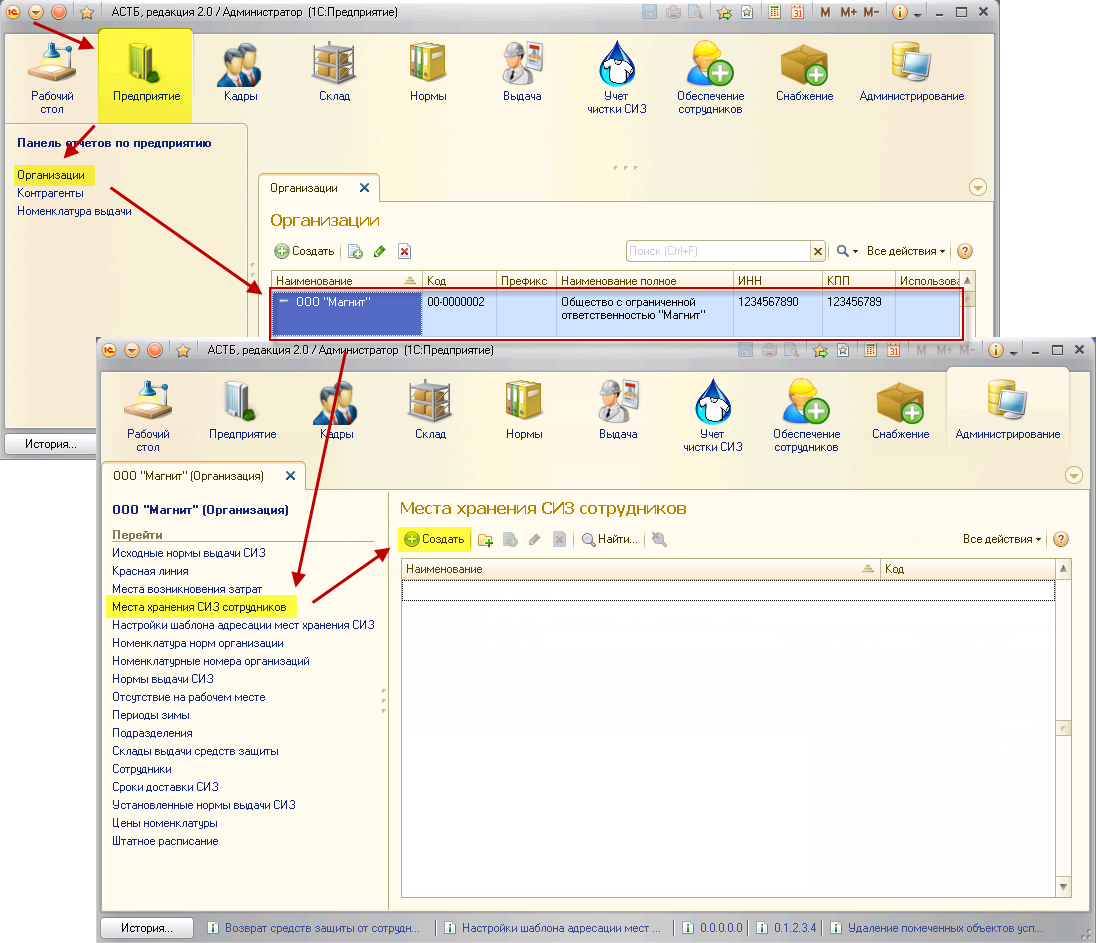 АСТБ, редакция 2.0 / Администратор (1С:Предприятие)
M M+ M-
Рабочий стол
Предприятие
Кадры
Склад
Нормы
Выдача
Учет чистки СИЗ
Обеспечение сотрудников
Снабжение
Администрирование
Панель отчетов по предприятию
Организации
Контрагенты
Номенклатура выдачи
Организации
Организации
Создать
Поиск (Ctrl+F)
Все действия
Наименование Код Префикс Наименование полное ИНН КПП Использова
ООО "Магнит" 00-0000002 Общество с ограниченной 1234567890 123456789
ответственностью "Магнит"
История...
АСТБ, редакция 2.0 / Администратор (1С:Предприятие)
M M+ M-
Рабочий стол
Предприятие
Кадры
Склад
Нормы
Выдача
Учет чистки СИЗ
Обеспечение сотрудников
Снабжение
Администрирование
ООО "Магнит" (Организация)
ООО "Магнит" (Организация)
Перейти
Исходные нормы выдачи СИЗ
Красная линия
Места возникновения затрат
Места хранения СИЗ сотрудников
Настройки шаблона адресации мест хранения СИЗ
Номенклатура норм организации
Номенклатурные номера организаций
Нормы выдачи СИЗ
Отсутствие на рабочем месте
Периоды зимы
Подразделения
Склады выдачи средств защиты
Сотрудники
Сроки доставки СИЗ
Установленные нормы выдачи СИЗ
Цены номенклатуры
Штатное расписание
Места хранения СИЗ сотрудников
Создать
Найти...
Все действия
Наименование Код
История...
Возврат средств защиты от сотрудн...
Настройки шаблона адресации мест ...
0.0.0.0.0
0.1.2.3.4
Удаление помеченных объектов усп...